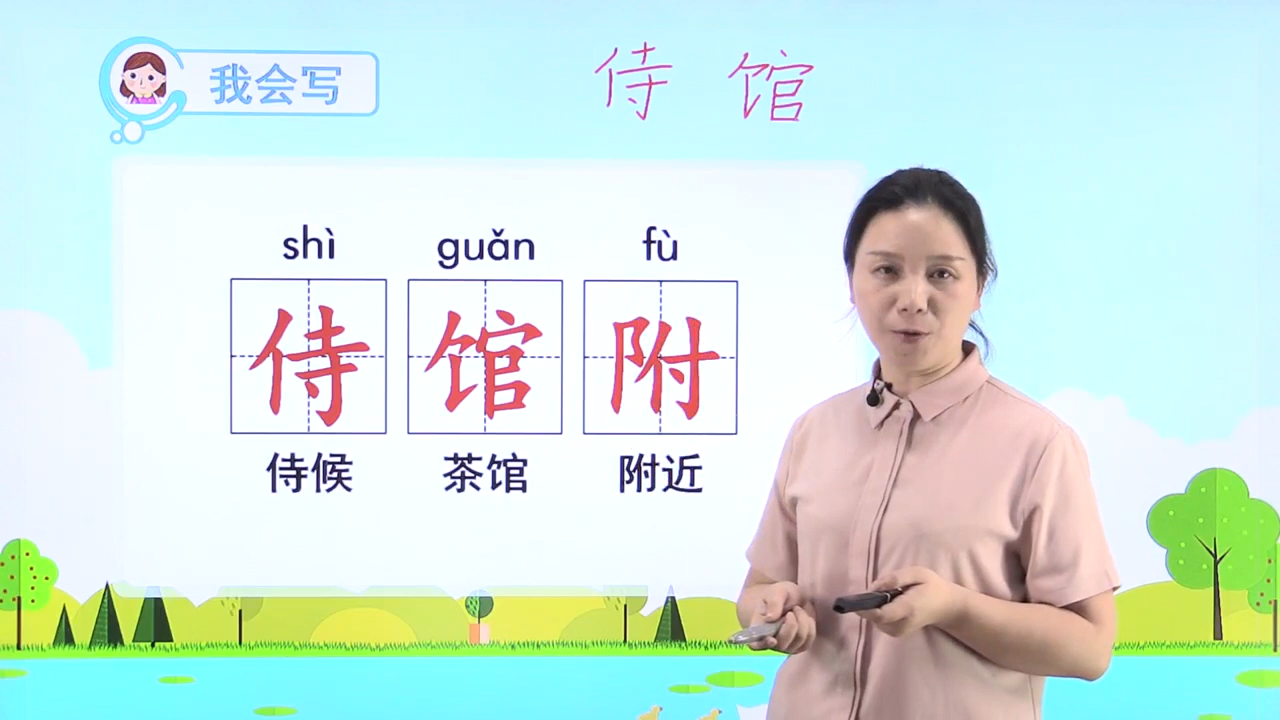 我会写
侍 馆
shì guǎn fù
侍 馆 附
侍候 茶馆 附近